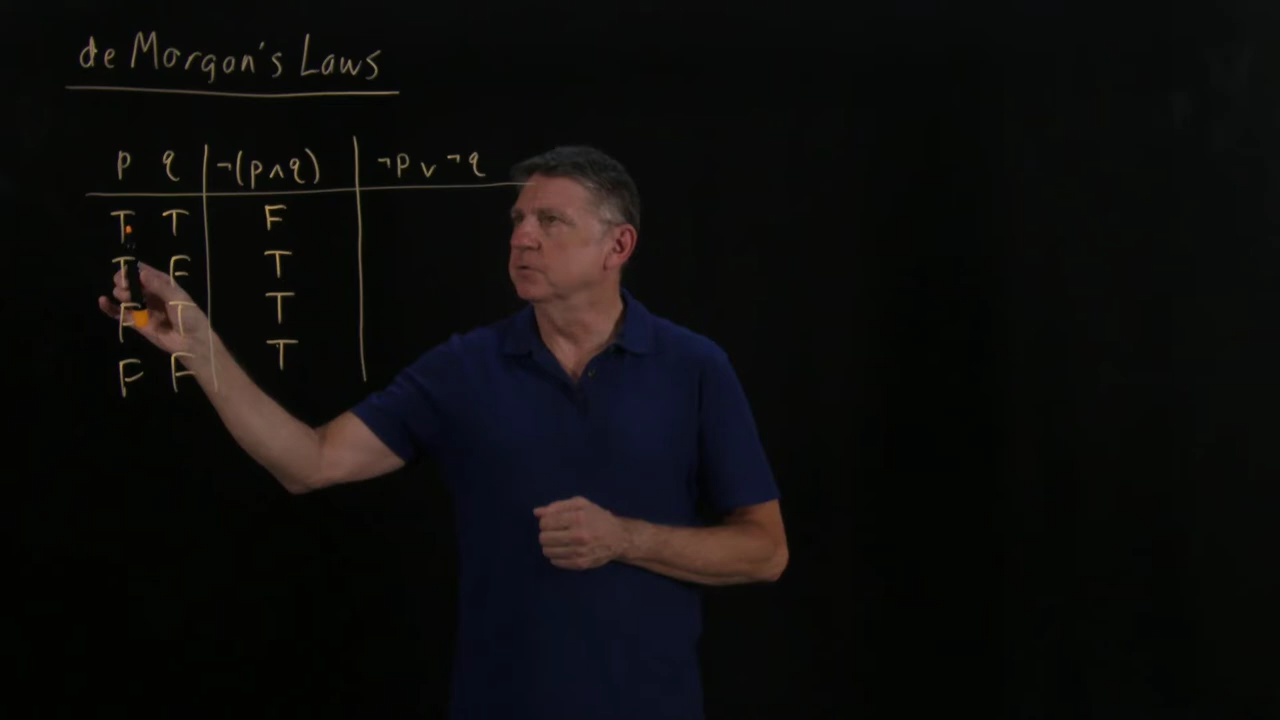 de Morgan's Laws
p q ¬(p∧q) ¬p∨¬q
T T F
T F T
F T T
F F T